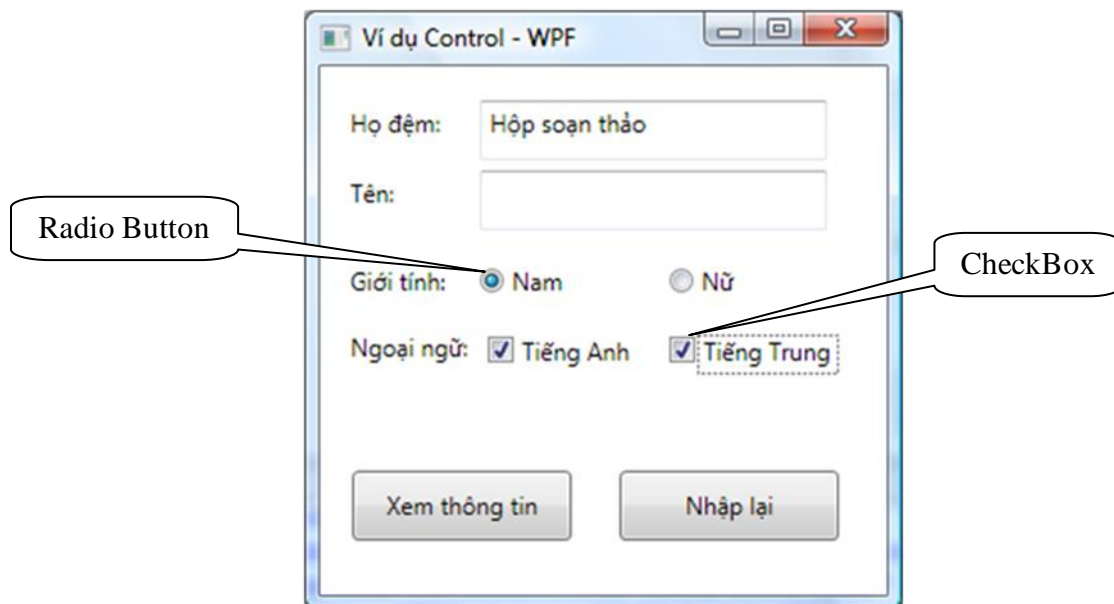 Ví dụ Control - WPF
Họ đệm: Hộp soạn thảo
Tên:
Radio Button
CheckBox
Giới tính: Nam Nữ
Ngoại ngữ: Tiếng Anh Tiếng Trung
Xem thông tin Nhập lại